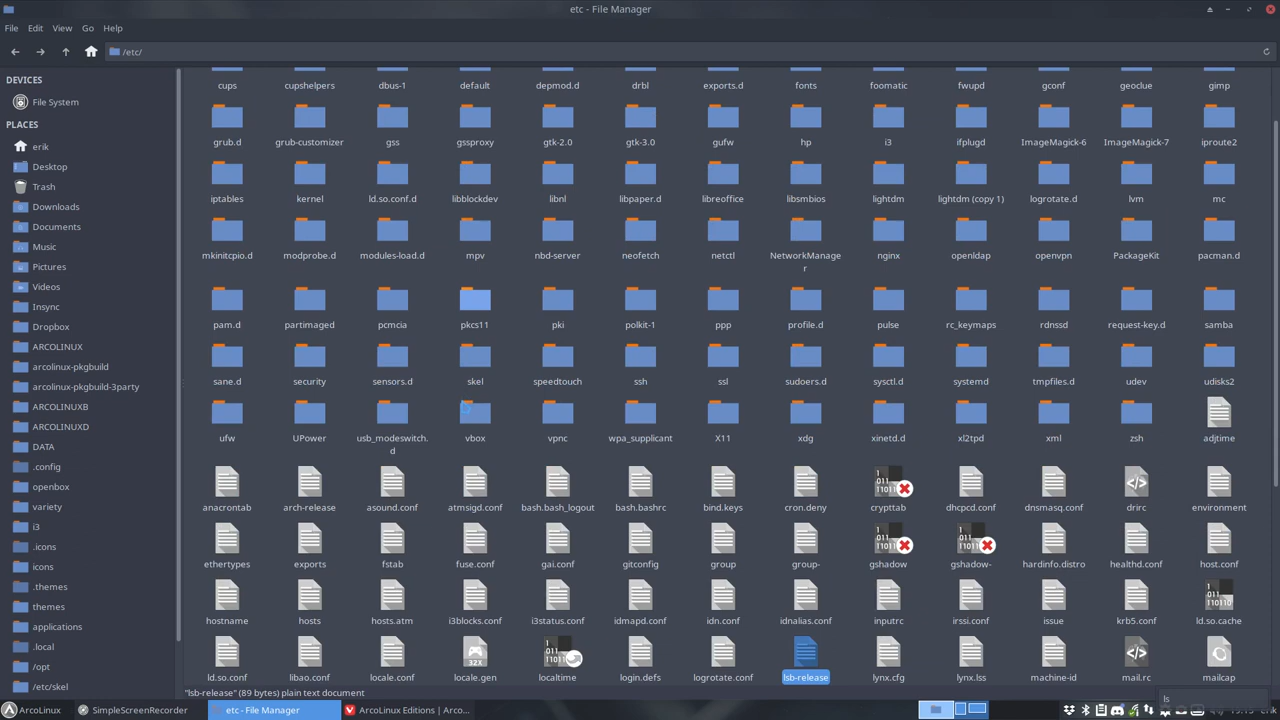 etc - File Manager
File Edit View Go Help
/etc/
DEVICES
File System
PLACES
erik
Desktop
Trash
Downloads
Documents
Music
Pictures
Videos
Insync
Dropbox
ARCOLINUX
arcolinux-pkgbuild
arcolinux-pkgbuild-3party
ARCOLINUXB
ARCOLINUXD
DATA
.config
openbox
variety
i3
.icons
icons
.themes
themes
applications
.local
/opt
/etc/skel
cups cupshelpers dbus-1 default depmod.d drbl exports.d fonts foomatic fwupd gconf geoclue gimp
grub.d grub-customizer gss gssproxy gtk-2.0 gtk-3.0 gufw hp i3 ifplugd ImageMagick-6 ImageMagick-7 iproute2
iptables kernel ld.so.conf.d libblockdev libnl libpaper.d libreoffice libsmbios lightdm lightdm (copy 1) logrotate.d lvm mc
mkinitcpio.d modprobe.d modules-load.d mpv nbd-server neofetch netctl NetworkManage nginx openldap openvpn PackageKit pacman.d
r
pam.d partimaged pcmcia pkcs11 pki polkit-1 ppp profile.d pulse rc_keymaps rdnssd request-key.d samba
sane.d security sensors.d skel speedtouch ssh ssl sudoers.d sysctl.d systemd tmpfiles.d udev udisks2
ufw UPower usb_modeswitch. vbox vpnc wpa_supplicant X11 xdg xinetd.d xl2tpd xml zsh adjtime
d
anacrontab arch-release asound.conf atmsigd.conf bash.bash_logout bash.bashrc bind.keys cron.deny crypttab dhcpcd.conf dnsmasq.conf drirc environment
ethertypes exports fstab fuse.conf gai.conf gitconfig group group- gshadow gshadow- hardinfo.distro healthd.conf host.conf
hostname hosts hosts.atm i3blocks.conf i3status.conf idmapd.conf idn.conf idnalias.conf inputrc irssi.conf issue krb5.conf ld.so.cache
ld.so.conf libao.conf locale.conf locale.gen localtime login.defs logrotate.conf lsb-release lynx.cfg lynx.lss machine-id mail.rc mailcap
"lsb-release" (89 bytes) plain text document
ls
ArcoLinux SimpleScreenRecorder etc - File Manager ArcoLinux Editions | Arco...